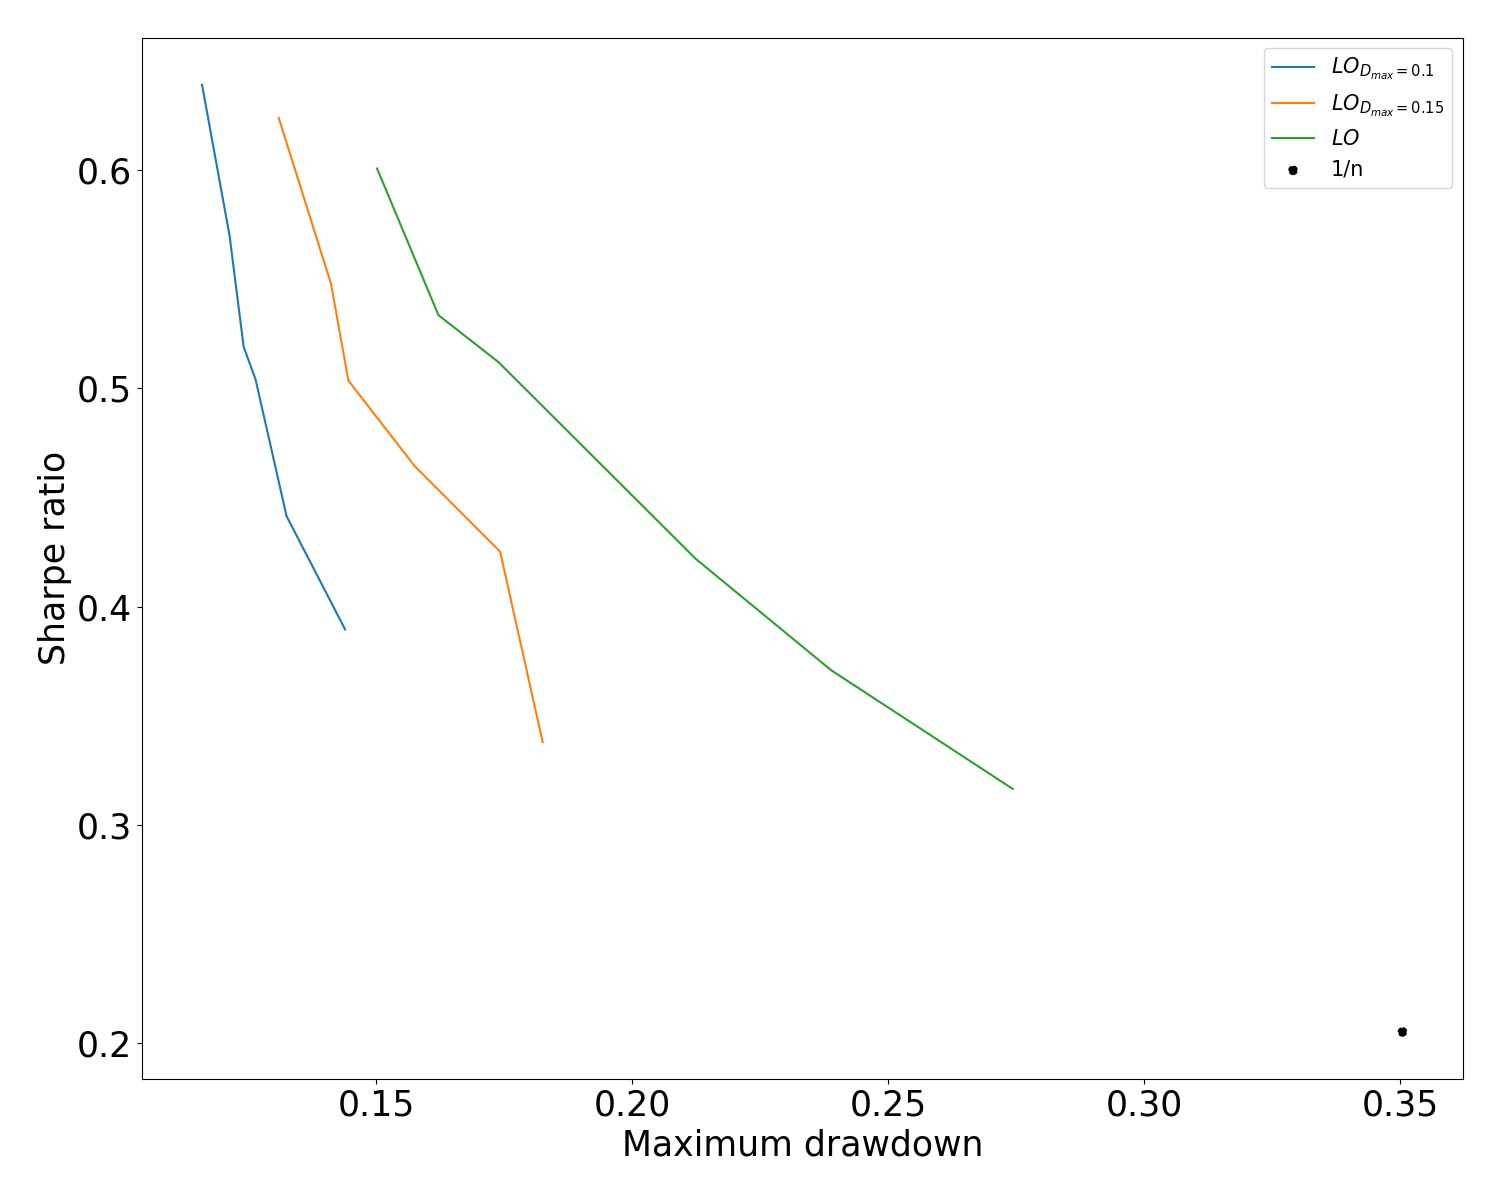 LO_{D_{max}=0.1}
LO_{D_{max}=0.15}
LO
1/n
0.6
0.5
0.4
0.3
0.2
Sharpe ratio
0.15 0.20 0.25 0.30 0.35
Maximum drawdown